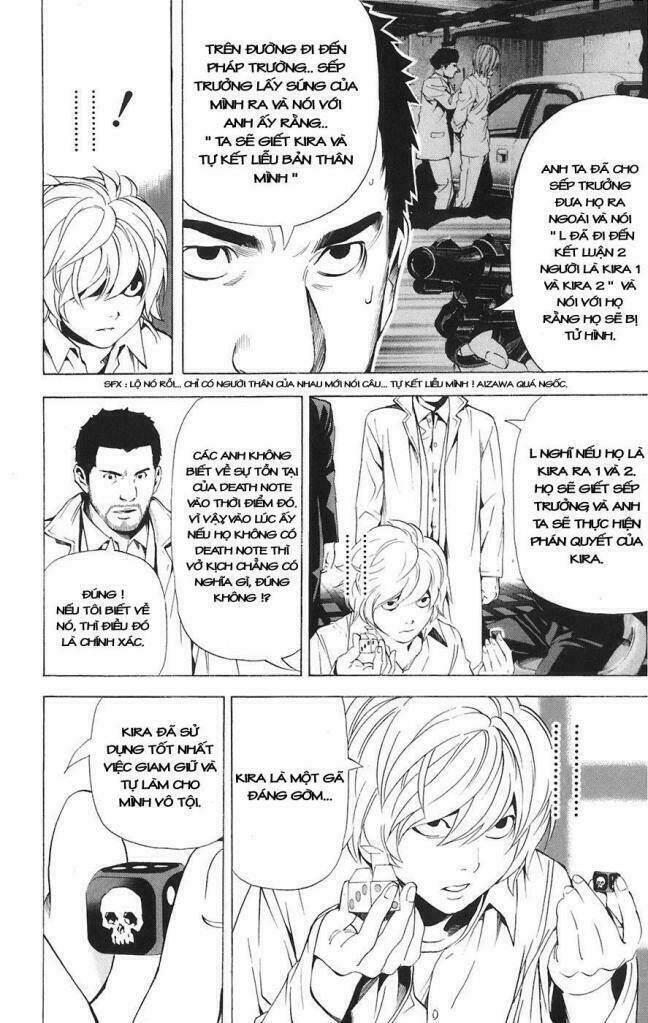 ANH TA ĐÃ CHO
SẾP TRƯỞNG
ĐƯA HỌ RA
NGOÀI VÀ NÓI
" L ĐÃ ĐI ĐẾN
KẾT LUẬN 2
NGƯỜI LÀ KIRA 1
VÀ KIRA 2 " VÀ
NÓI VỚI HỌ
RẰNG HỌ SẼ BỊ
TỬ HÌNH.
TRÊN ĐƯỜNG ĐI ĐẾN
PHÁP TRƯỜNG.. SẾP
TRƯỞNG LẤY SÚNG CỦA
MÌNH RA VÀ NÓI VỚI
ANH ẤY RẰNG..
" TA SẼ GIẾT KIRA VÀ
TỰ KẾT LIỄU BẢN THÂN
MÌNH "
!
SFX : LỘ NÓ RỒI... CHỈ CÓ NGƯỜI THÂN CỦA NHAU MỚI NÓI CÂU... TỰ KẾT LIỄU MÌNH ! AIZAWA QUÁ NGỐC.
L NGHĨ NẾU HỌ LÀ
KIRA RA 1 VÀ 2.
HỌ SẼ GIẾT SẾP
TRƯỞNG VÀ ANH
TA SẼ THỰC HIỆN
PHÁN QUYẾT CỦA
KIRA.
CÁC ANH KHÔNG
BIẾT VỀ SỰ TỒN TẠI
CỦA DEATH NOTE
VÀO THỜI ĐIỂM ĐÓ.
VÌ VẬY,VÀO LÚC ẤY
NẾU HỌ KHÔNG CÓ
DEATH NOTE THÌ
VỞ KỊCH CHẲNG CÓ
NGHĨA GÌ, ĐÚNG
KHÔNG !?
ĐÚNG !
NẾU TÔI BIẾT VỀ
NÓ, THÌ ĐIỀU ĐÓ
LÀ CHÍNH XÁC.
KIRA LÀ MỘT GÃ
ĐÁNG GỜM...
KIRA ĐÃ SỬ
DỤNG TỐT NHẤT
VIỆC GIAM GIỮ VÀ
TỰ LÀM CHO
MÌNH VÔ TỘI.